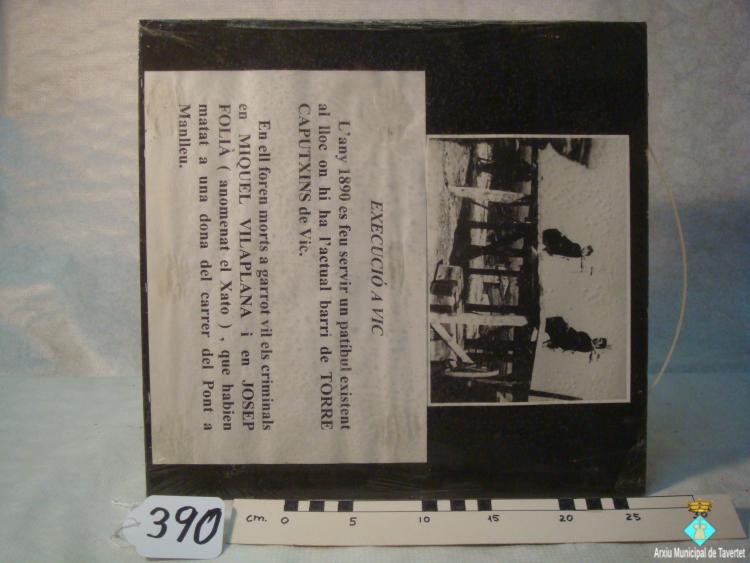 EXECUCIÓ A VIC
L'any 1890 es feu servir un patíbul existent
al lloc on hi ha l'actual barri de TORRE
CAPUTXINS de Vic.
En ell foren morts a garrot vil els criminals
en MIQUEL VILAPLANA i en JOSEP
FOLIÀ ( anomenat el Xato ) , que habien
matat a una dona del carrer del Pont a
Manlleu.
390
cm. 0 5 10 15 20 25
Arxiu Municipal de Tavertet